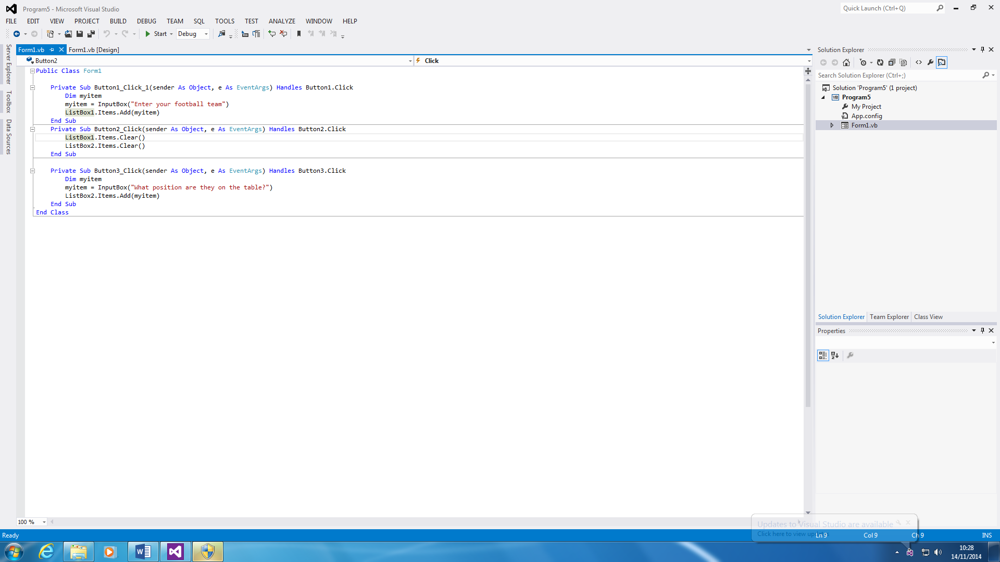 Program5 - Microsoft Visual Studio
Quick Launch (Ctrl+Q)
FILE EDIT VIEW PROJECT BUILD DEBUG TEAM SQL TOOLS TEST ANALYZE WINDOW HELP
Start Debug
Server Explorer
Toolbox
Data Sources
Form1.vb Form1.vb [Design]
Button2 Click
Public Class Form1
Private Sub Button1_Click_1(sender As Object, e As EventArgs) Handles Button1.Click
Dim myitem
myitem = InputBox("Enter your football team")
ListBox1.Items.Add(myitem)
End Sub
Private Sub Button2_Click(sender As Object, e As EventArgs) Handles Button2.Click
ListBox1.Items.Clear()
ListBox2.Items.Clear()
End Sub
Private Sub Button3_Click(sender As Object, e As EventArgs) Handles Button3.Click
Dim myitem
myitem = InputBox("What position are they on the table?")
ListBox2.Items.Add(myitem)
End Sub
End Class
100 %
Solution Explorer
Search Solution Explorer (Ctrl+;)
Solution 'Program5' (1 project)
VB Program5
My Project
App.config
Form1.vb
Solution Explorer Team Explorer Class View
Properties
Updates to Visual Studio are available
Click here to view updates
Ready Ln 9 Col 9 Ch 9 INS
10:28
14/11/2014